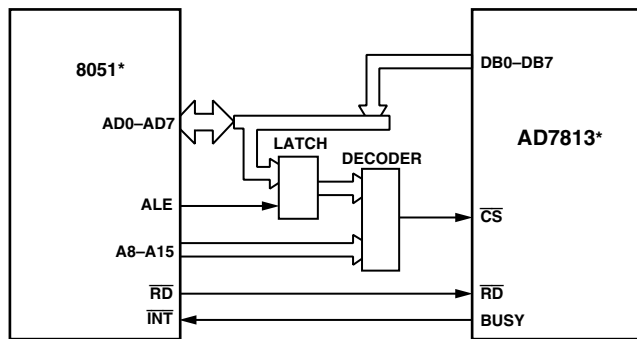 8051*
AD0–AD7
ALE
A8–A15
RD
INT
LATCH
DECODER
DB0–DB7
AD7813*
CS
RD
BUSY